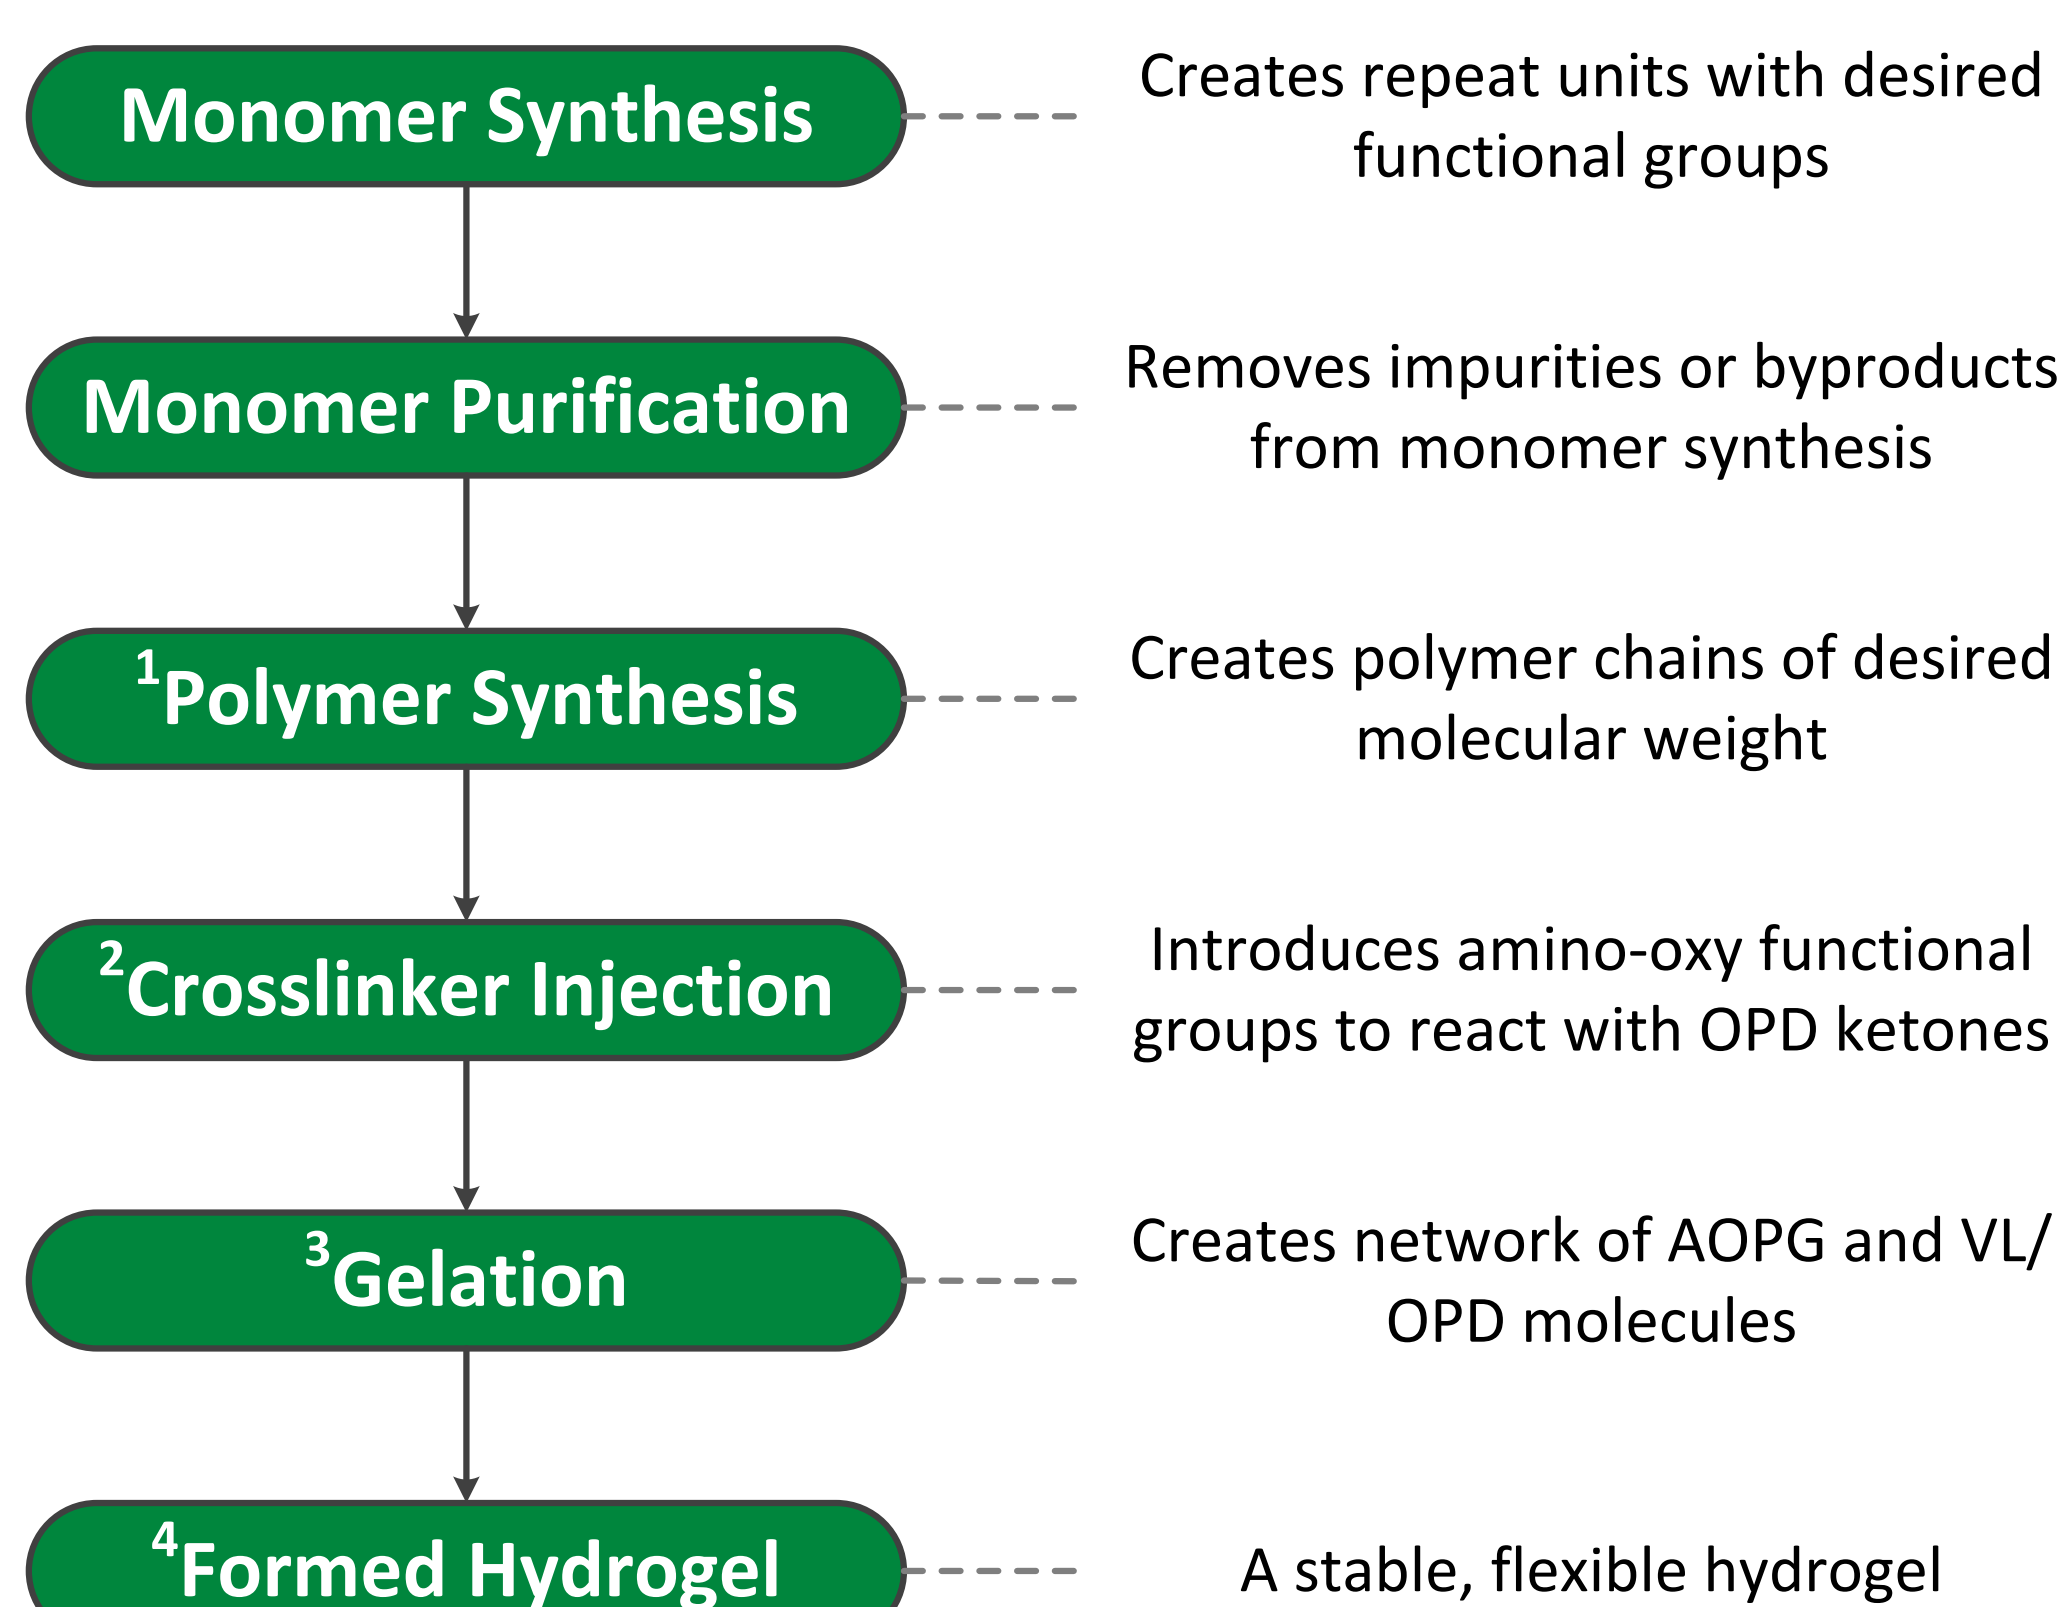 Monomer Synthesis
Creates repeat units with desired
functional groups
Monomer Purification
Removes impurities or byproducts
from monomer synthesis
¹Polymer Synthesis
Creates polymer chains of desired
molecular weight
²Crosslinker Injection
Introduces amino-oxy functional
groups to react with OPD ketones
³Gelation
Creates network of AOPG and VL/
OPD molecules
⁴Formed Hydrogel
A stable, flexible hydrogel